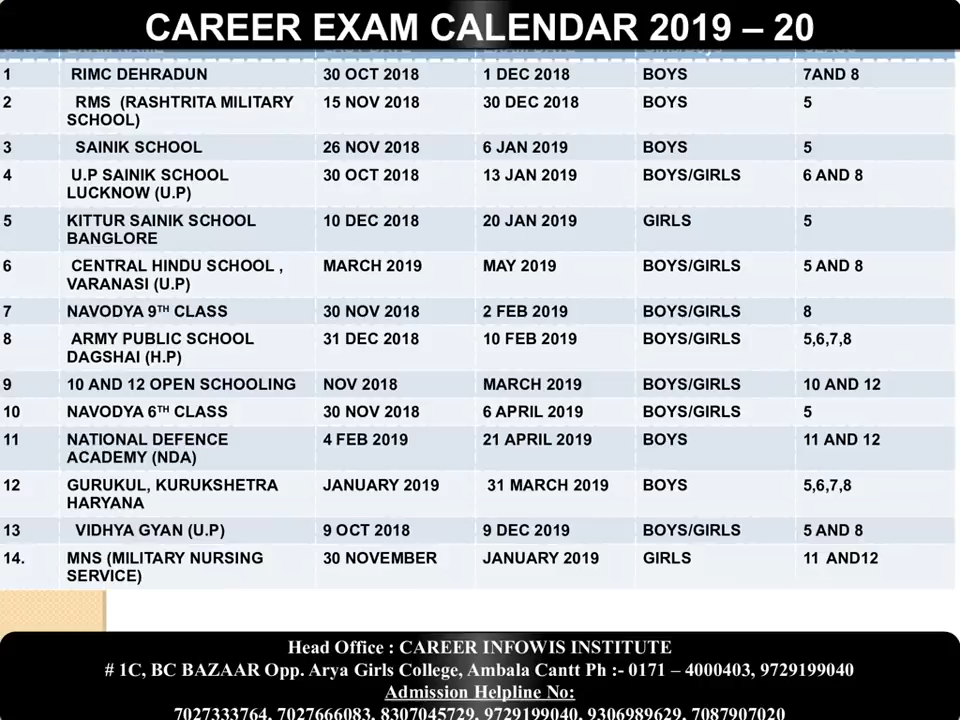 CAREER EXAM CALENDAR 2019 – 20
1 RIMC DEHRADUN 30 OCT 2018 1 DEC 2018 BOYS 7AND 8
2 RMS (RASHTRITA MILITARY SCHOOL) 15 NOV 2018 30 DEC 2018 BOYS 5
3 SAINIK SCHOOL 26 NOV 2018 6 JAN 2019 BOYS 5
4 U.P SAINIK SCHOOL LUCKNOW (U.P) 30 OCT 2018 13 JAN 2019 BOYS/GIRLS 6 AND 8
5 KITTUR SAINIK SCHOOL BANGLORE 10 DEC 2018 20 JAN 2019 GIRLS 5
6 CENTRAL HINDU SCHOOL , VARANASI (U.P) MARCH 2019 MAY 2019 BOYS/GIRLS 5 AND 8
7 NAVODYA 9TH CLASS 30 NOV 2018 2 FEB 2019 BOYS/GIRLS 8
8 ARMY PUBLIC SCHOOL DAGSHAI (H.P) 31 DEC 2018 10 FEB 2019 BOYS/GIRLS 5,6,7,8
9 10 AND 12 OPEN SCHOOLING NOV 2018 MARCH 2019 BOYS/GIRLS 10 AND 12
10 NAVODYA 6TH CLASS 30 NOV 2018 6 APRIL 2019 BOYS/GIRLS 5
11 NATIONAL DEFENCE ACADEMY (NDA) 4 FEB 2019 21 APRIL 2019 BOYS 11 AND 12
12 GURUKUL, KURUKSHETRA HARYANA JANUARY 2019 31 MARCH 2019 BOYS 5,6,7,8
13 VIDHYA GYAN (U.P) 9 OCT 2018 9 DEC 2019 BOYS/GIRLS 5 AND 8
14. MNS (MILITARY NURSING SERVICE) 30 NOVEMBER JANUARY 2019 GIRLS 11 AND12
Head Office : CAREER INFOWIS INSTITUTE
# 1C, BC BAZAAR Opp. Arya Girls College, Ambala Cantt Ph :- 0171 – 4000403, 9729199040
Admission Helpline No:
7027333764, 7027666083, 8307045729, 9729199040, 9306989629, 7087907020